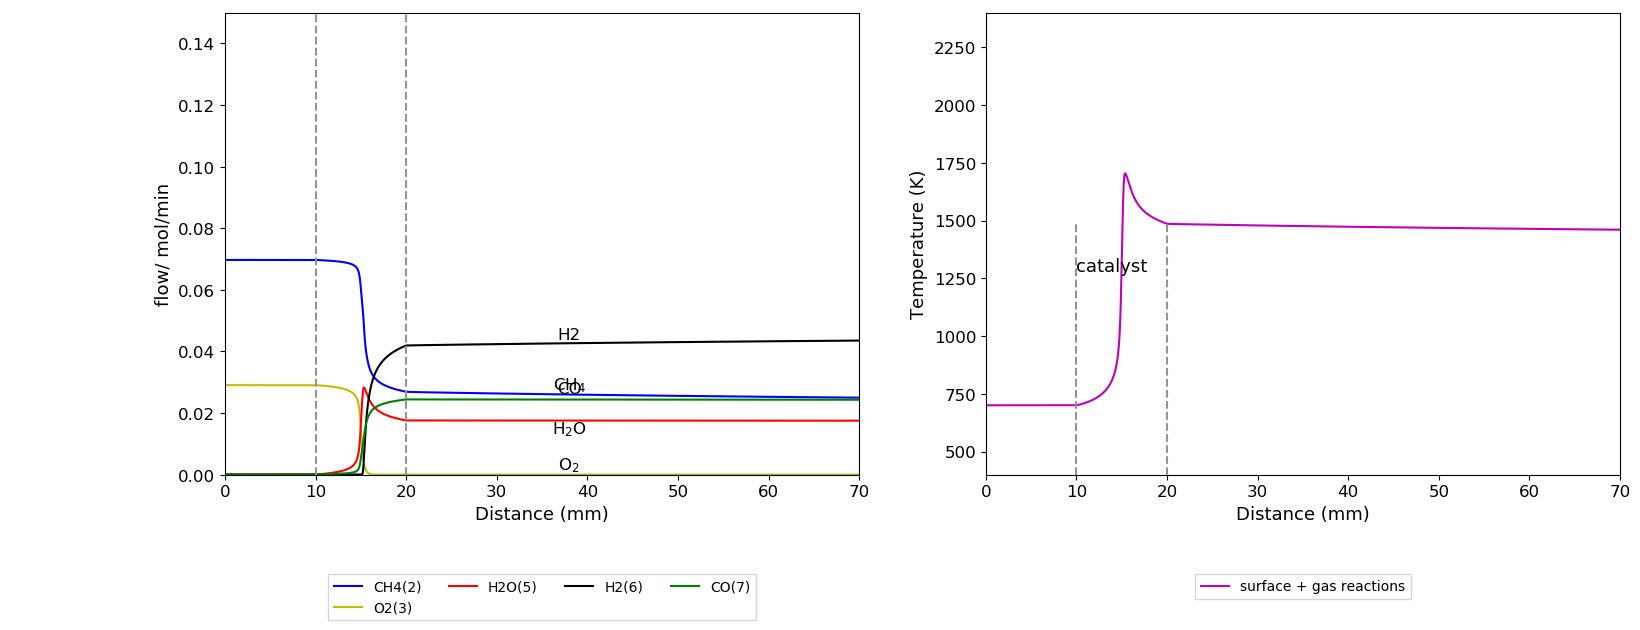 0.14
0.12
0.10
0.08
0.06
0.04
0.02
0.00
flow/ mol/min
H2
CH₄
CO
H₂O
O₂
0 10 20 30 40 50 60 70
Distance (mm)
CH4(2) H2O(5) H2(6) CO(7)
O2(3)
2250
2000
1750
1500
1250
1000
750
500
Temperature (K)
catalyst
0 10 20 30 40 50 60 70
Distance (mm)
surface + gas reactions